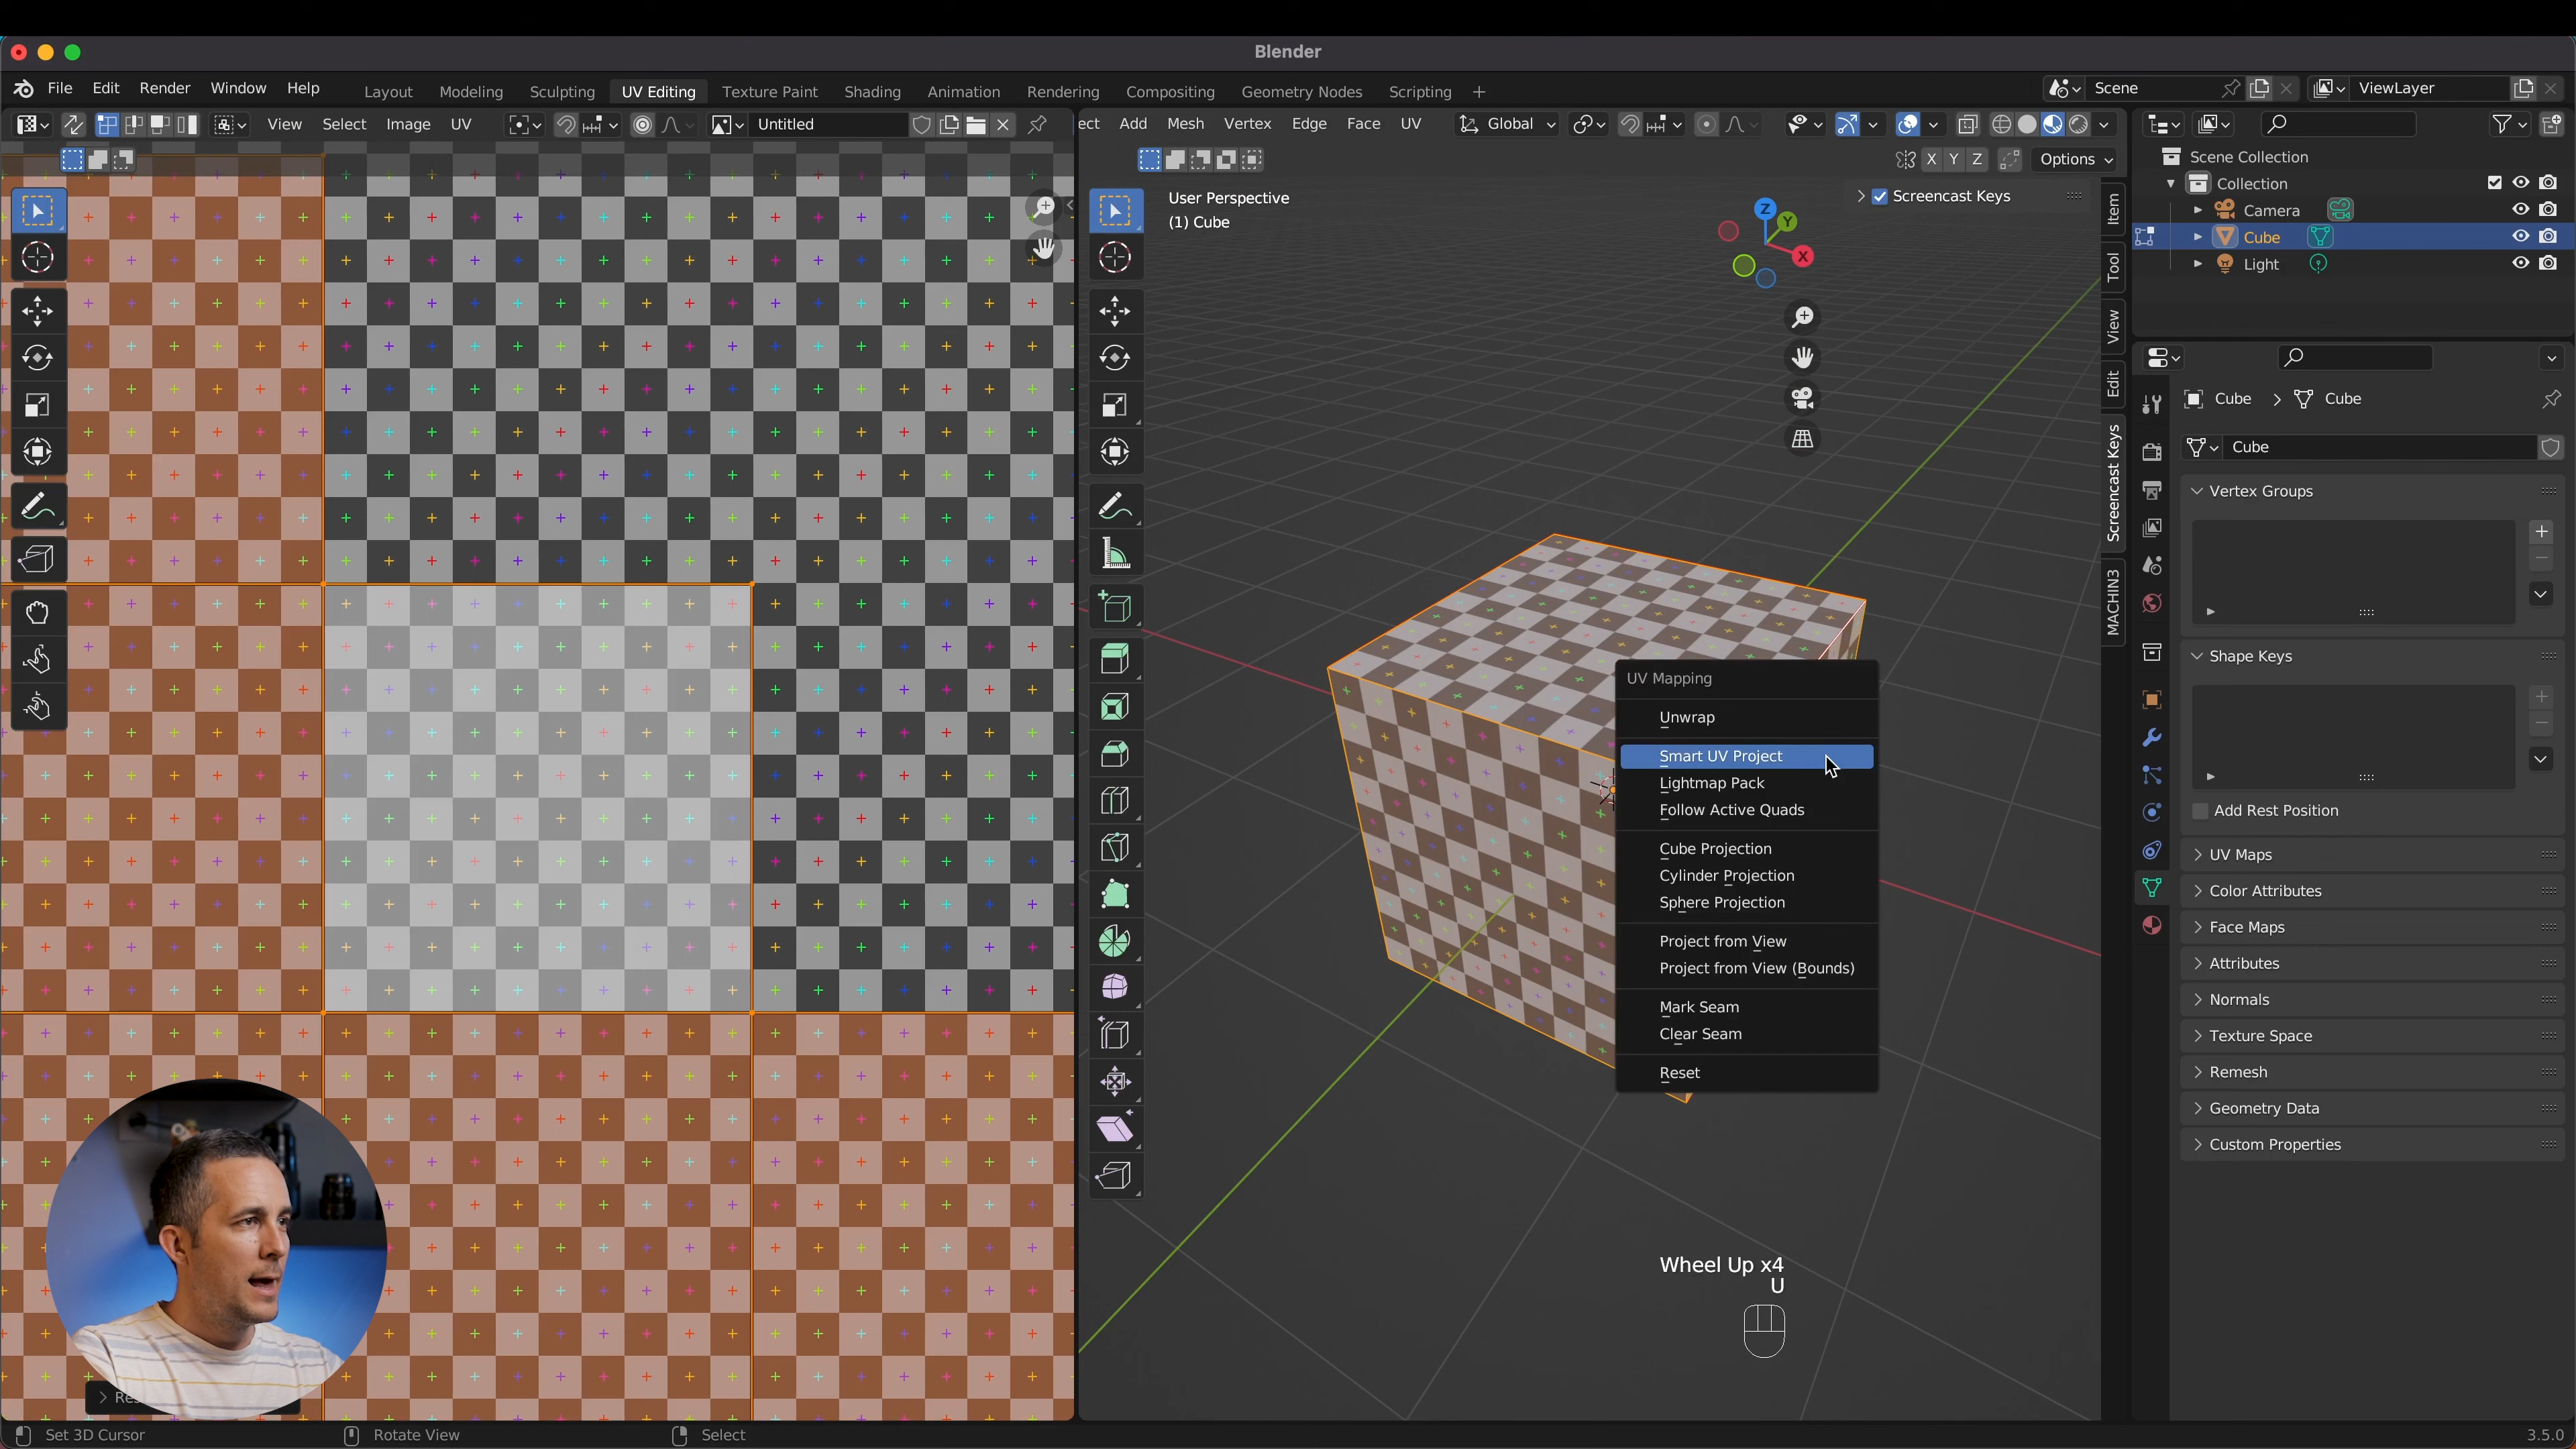 Blender
File Edit Render Window Help Layout Modeling Sculpting UV Editing Texture Paint Shading Animation Rendering Compositing Geometry Nodes Scripting + Scene ViewLayer
View Select Image UV Untitled
ect Add Mesh Vertex Edge Face UV Global
X Y Z Options
User Perspective
(1) Cube
Screencast Keys
Z
Y
X
Item
Tool
View
Edit
Screencast Keys
MACHIN3
UV Mapping
Unwrap
Smart UV Project
Lightmap Pack
Follow Active Quads
Cube Projection
Cylinder Projection
Sphere Projection
Project from View
Project from View (Bounds)
Mark Seam
Clear Seam
Reset
Wheel Up x4
U
Scene Collection
Collection
Camera
Cube
Light
Cube > Cube
Cube
Vertex Groups
Shape Keys
Add Rest Position
UV Maps
Color Attributes
Face Maps
Attributes
Normals
Texture Space
Remesh
Geometry Data
Custom Properties
Set 3D Cursor Rotate View Select 3.5.0